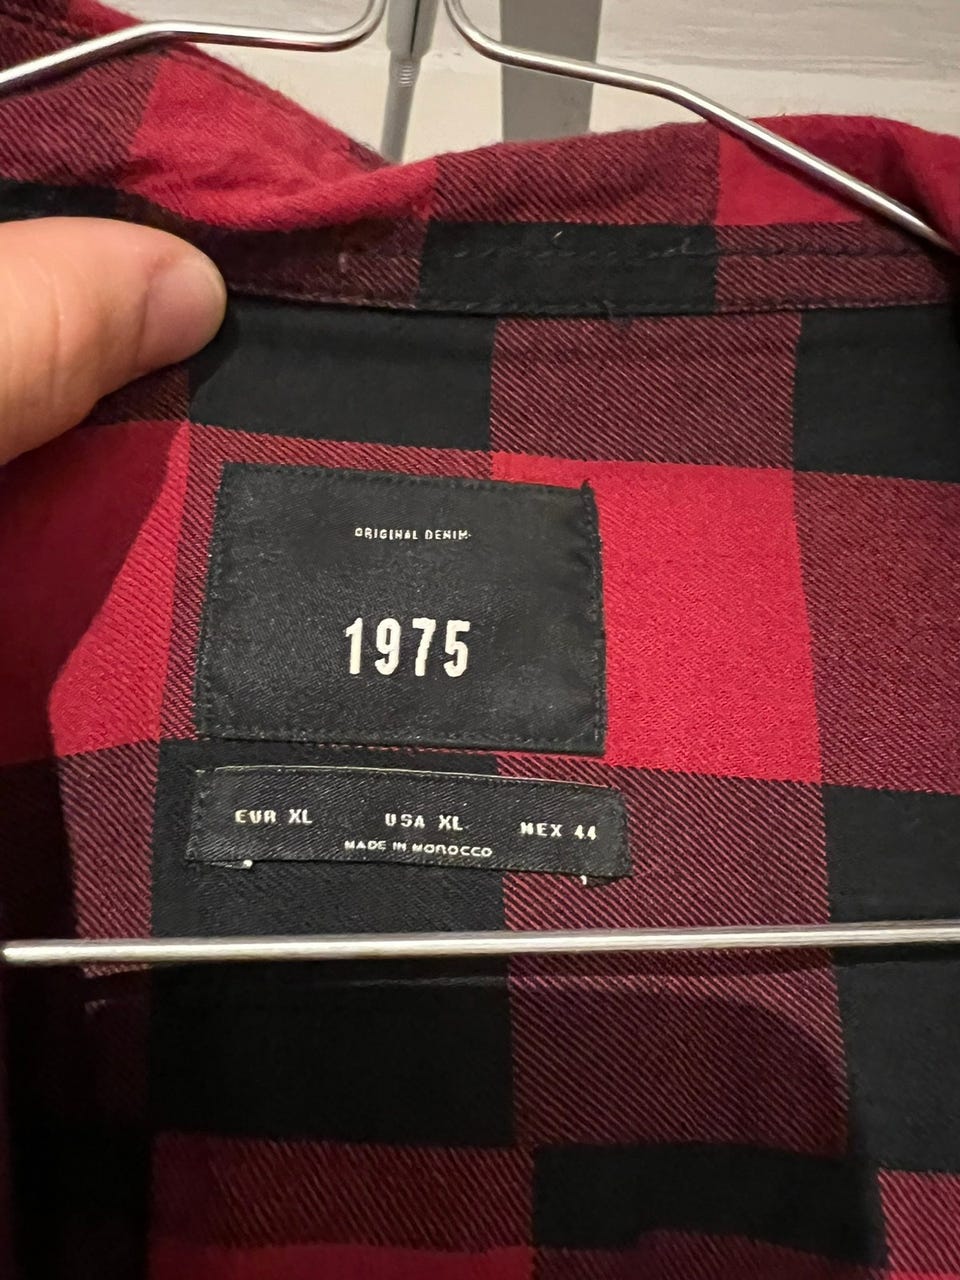 ORIGINAL DENIM
1975
EUR XL USA XL MEX 44
MADE IN MOROCCO